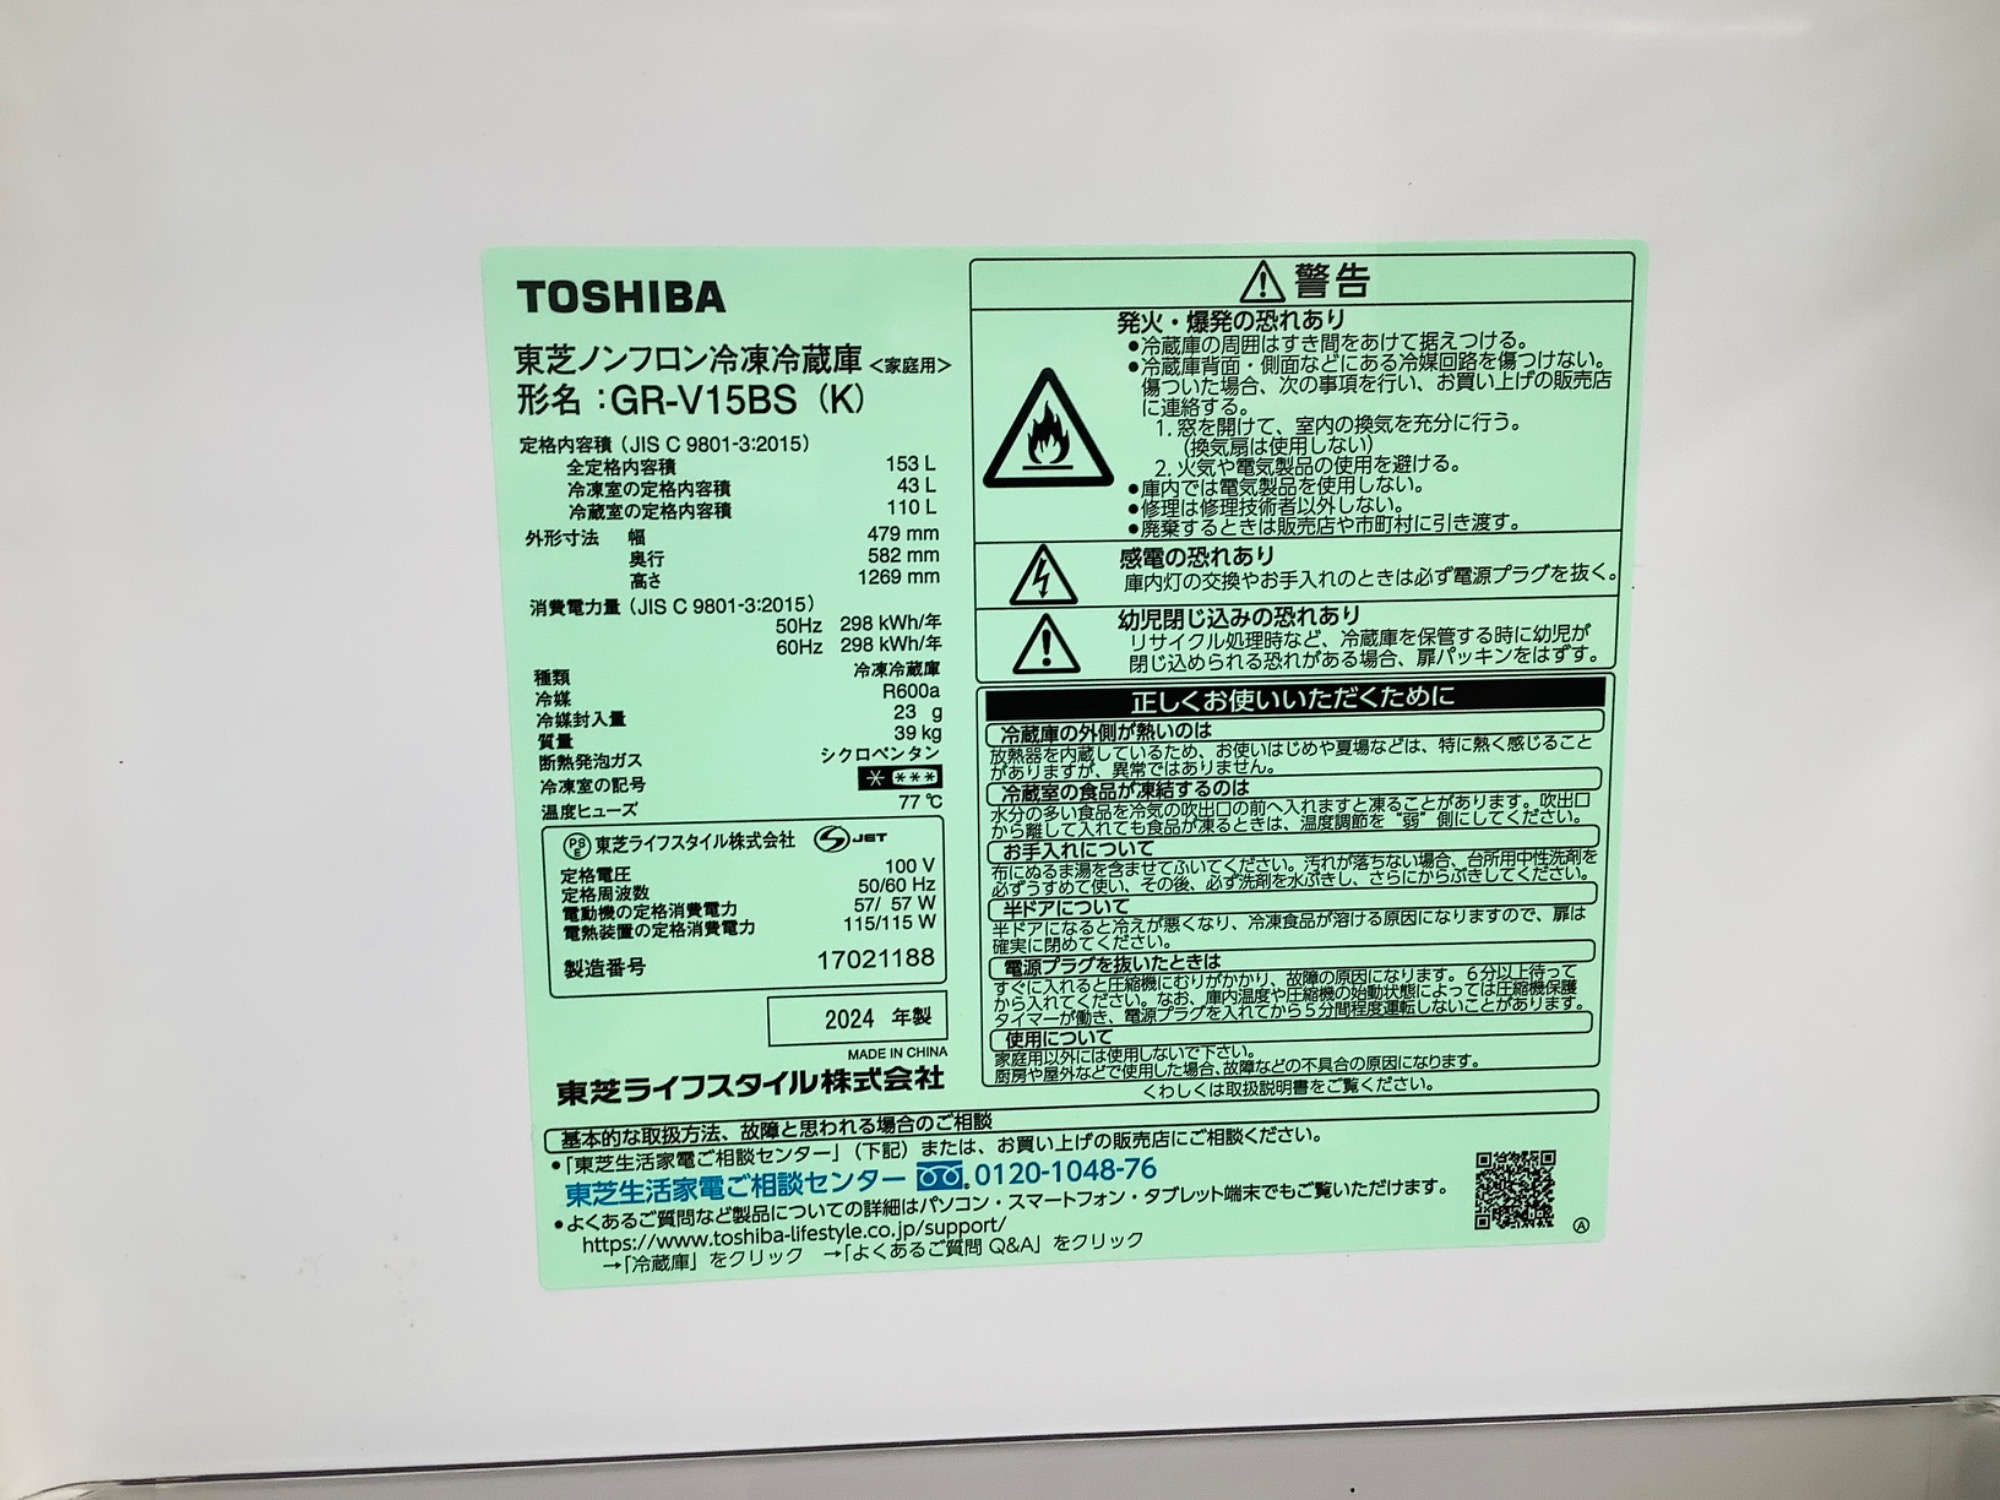 TOSHIBA
東芝ノンフロン冷凍冷蔵庫<家庭用>
形名:GR-V15BS (K)
定格内容積(JIS C 9801-3:2015)
全定格内容積 153 L
冷凍室の定格内容積 43 L
冷蔵室の定格内容積 110 L
外形寸法 幅 479 mm
奥行 582 mm
高さ 1269 mm
消費電力量(JIS C 9801-3:2015)
50Hz 298 kWh/年
60Hz 298 kWh/年
種類 冷凍冷蔵庫
冷媒 R600a
冷媒封入量 23 g
質量 39 kg
断熱発泡ガス シクロペンタン
冷凍室の記号 * ***
温度ヒューズ 77 ℃
PSE 東芝ライフスタイル株式会社 S JET
定格電圧 100 V
定格周波数 50/60 Hz
電動機の定格消費電力 57/ 57 W
電熱装置の定格消費電力 115/115 W
製造番号 17021188
2024 年製
MADE IN CHINA
東芝ライフスタイル株式会社
警告
発火・爆発の恐れあり
●冷蔵庫の周囲はすき間をあけて据えつける。
●冷蔵庫背面・側面などにある冷媒回路を傷つけない。
傷ついた場合、次の事項を行い、お買い上げの販売店
に連絡する。
1. 窓を開けて、室内の換気を充分に行う。
(換気扇は使用しない)
2. 火気や電気製品の使用を避ける。
●庫内では電気製品を使用しない。
●修理は修理技術者以外しない。
●廃棄するときは販売店や市町村に引き渡す。
感電の恐れあり
庫内灯の交換やお手入れのときは必ず電源プラグを抜く。
幼児閉じ込みの恐れあり
リサイクル処理時など、冷蔵庫を保管する時に幼児が
閉じ込められる恐れがある場合、扉パッキンをはずす。
正しくお使いいただくために
冷蔵庫の外側が熱いのは
放熱器を内蔵しているため、お使いはじめや夏場などは、特に熱く感じること
がありますが、異常ではありません。
冷蔵室の食品が凍結するのは
水分の多い食品を冷気の吹出口の前へ入れますと凍ることがあります。吹出口
から離して入れても食品が凍るときは、温度調節を"弱"側にしてください。
お手入れについて
布にぬるま湯を含ませてふいてください。汚れが落ちない場合、台所用中性洗剤を
必ずうすめて使い、その後、必ず洗剤を水ぶきし、さらにからぶきしてください。
半ドアについて
半ドアになると冷えが悪くなり、冷凍食品が溶ける原因になりますので、扉は
確実に閉めてください。
電源プラグを抜いたときは
すぐに入れると圧縮機にむりがかかり、故障の原因になります。6分以上待って
から入れてください。なお、庫内温度や圧縮機の始動状態によっては圧縮機保護
タイマーが働き、電源プラグを入れてから5分間程度運転しないことがあります。
使用について
家庭用以外には使用しないで下さい。
厨房や屋外などで使用した場合、故障などの不具合の原因になります。
くわしくは取扱説明書をご覧ください。
基本的な取扱方法、故障と思われる場合のご相談
●「東芝生活家電ご相談センター」(下記)または、お買い上げの販売店にご相談ください。
東芝生活家電ご相談センター 0120-1048-76
●よくあるご質問など製品についての詳細はパソコン・スマートフォン・タブレット端末でもご覧いただけます。
https://www.toshiba-lifestyle.co.jp/support/
→「冷蔵庫」をクリック →「よくあるご質問 Q&A」をクリック
Ⓐ